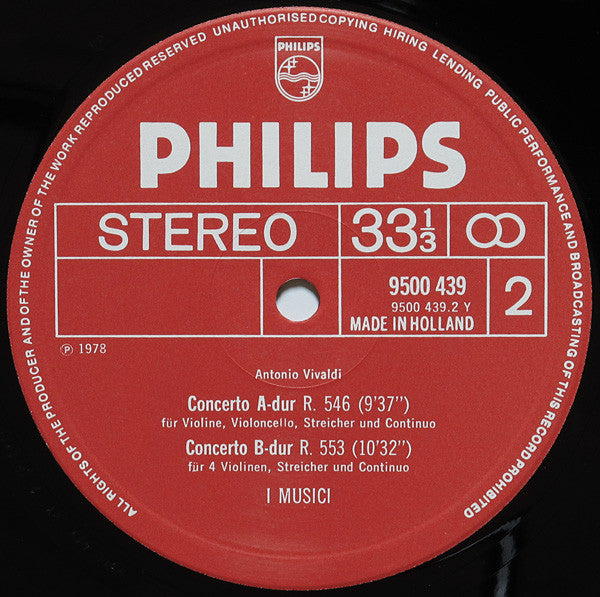 ALL RIGHTS OF THE PRODUCER AND OF THE OWNER OF THE WORK REPRODUCED RESERVED UNAUTHORISED COPYING HIRING LENDING PUBLIC PERFORMANCE AND BROADCASTING OF THIS RECORD PROHIBITED
PHILIPS
PHILIPS
STEREO 33 1/3
9500 439
9500 439.2 Y
MADE IN HOLLAND
2
℗ 1978
Antonio Vivaldi
Concerto A-dur R. 546 (9'37")
für Violine, Violoncello, Streicher und Continuo
Concerto B-dur R. 553 (10'32")
für 4 Violinen, Streicher und Continuo
I MUSICI